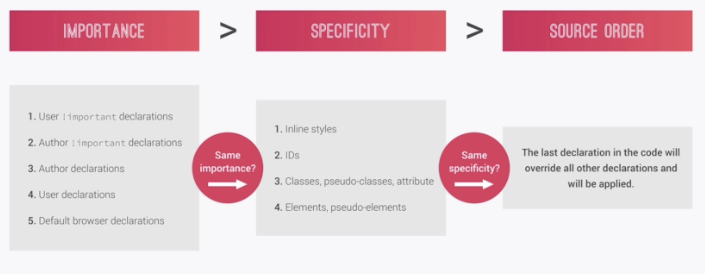 IMPORTANCE > SPECIFICITY > SOURCE ORDER
1. User !important declarations
2. Author !important declarations
3. Author declarations
4. User declarations
5. Default browser declarations
Same
importance?
1. Inline styles
2. IDs
3. Classes, pseudo-classes, attribute
4. Elements, pseudo-elements
Same
specificity?
The last declaration in the code will
override all other declarations and
will be applied.